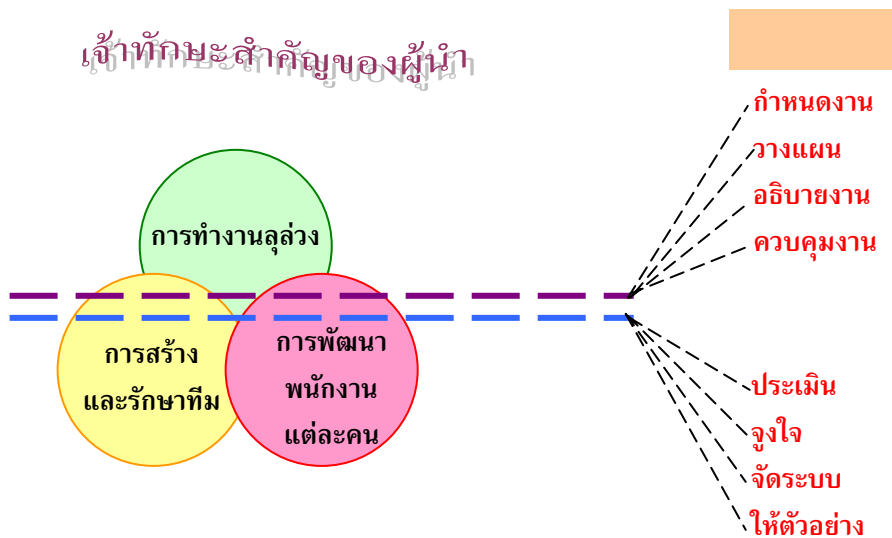 เจ้าทักษะสำคัญของผู้นำ
การทำงานลุล่วง
การสร้าง
และรักษาทีม
การพัฒนา
พนักงาน
แต่ละคน
กำหนดงาน
วางแผน
อธิบายงาน
ควบคุมงาน
ประเมิน
จูงใจ
จัดระบบ
ให้ตัวอย่าง